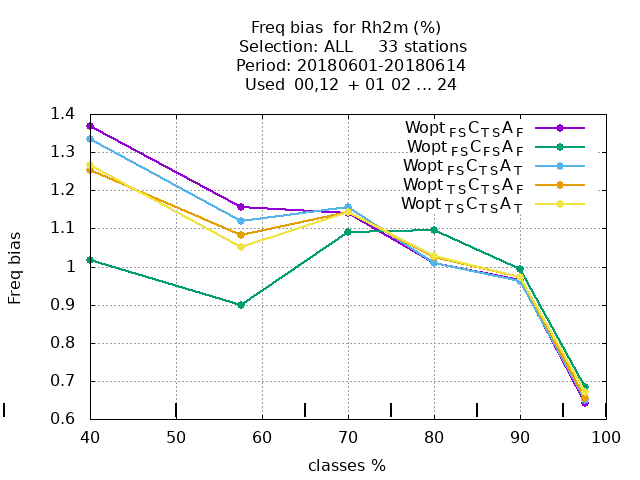 Freq bias  for Rh2m (%)
Selection: ALL     33 stations
Period: 20180601-20180614
Used  00,12  + 01 02 ... 24
1.4
1.3
1.2
1.1
1
0.9
0.8
0.7
0.6
Freq bias
Wopt FS C TS A F
Wopt FS C FS A F
Wopt FS C TS A T
Wopt TS C TS A F
Wopt TS C TS A T
40 50 60 70 80 90 100
classes %